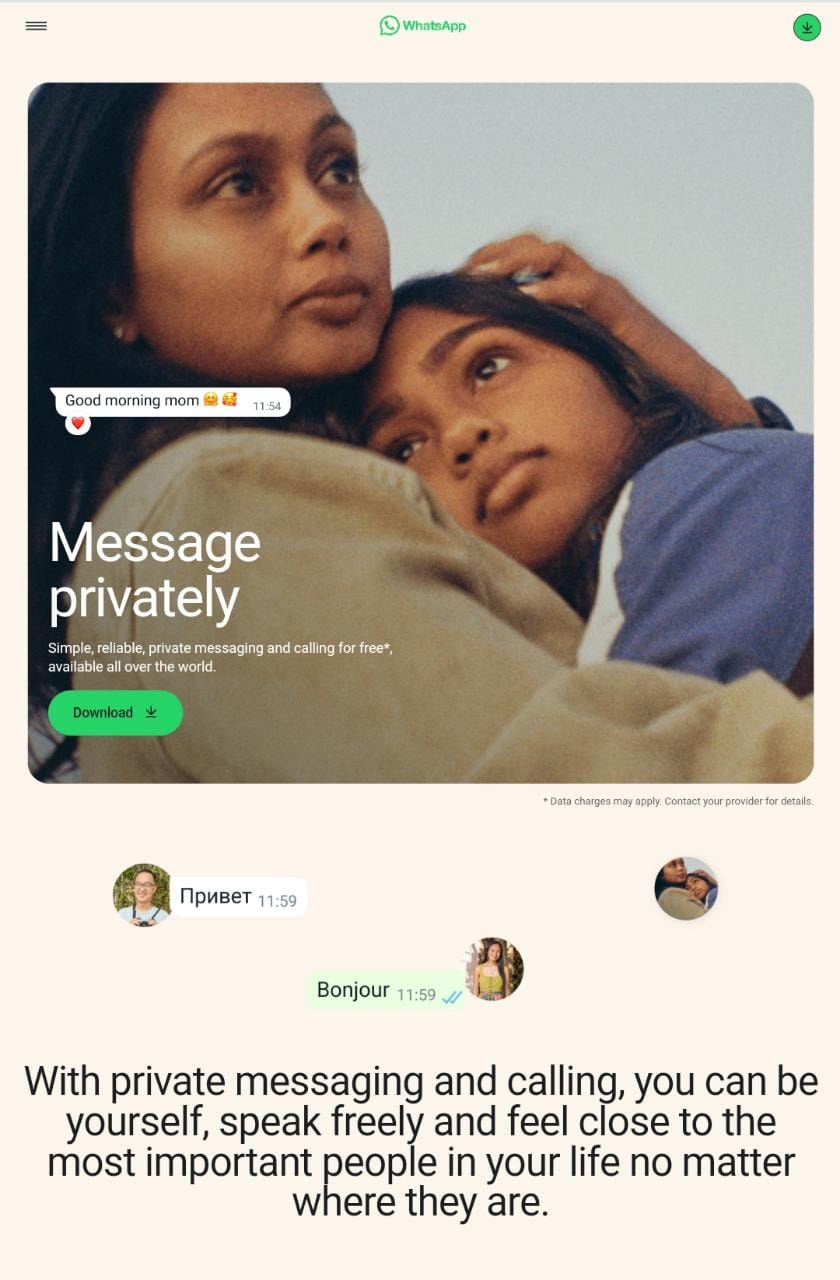 WhatsApp
Good morning mom 🤗 🥰 11:54
❤️
Message
privately
Simple, reliable, private messaging and calling for free*,
available all over the world.
Download
* Data charges may apply. Contact your provider for details.
Привет 11:59
Bonjour 11:59
With private messaging and calling, you can be
yourself, speak freely and feel close to the
most important people in your life no matter
where they are.